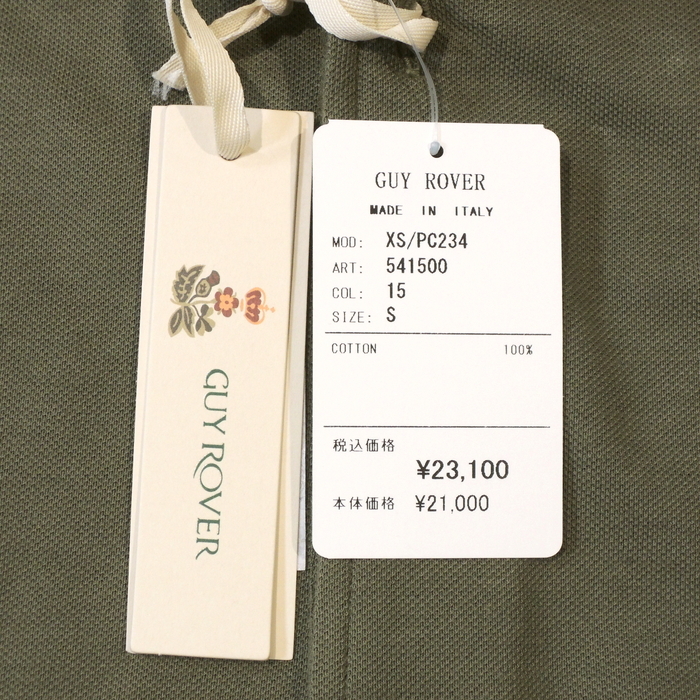 GUY ROVER
GUY ROVER
MADE IN ITALY
MOD: XS/PC234
ART: 541500
COL: 15
SIZE: S
COTTON 100%
税込価格
¥23,100
本体価格 ¥21,000